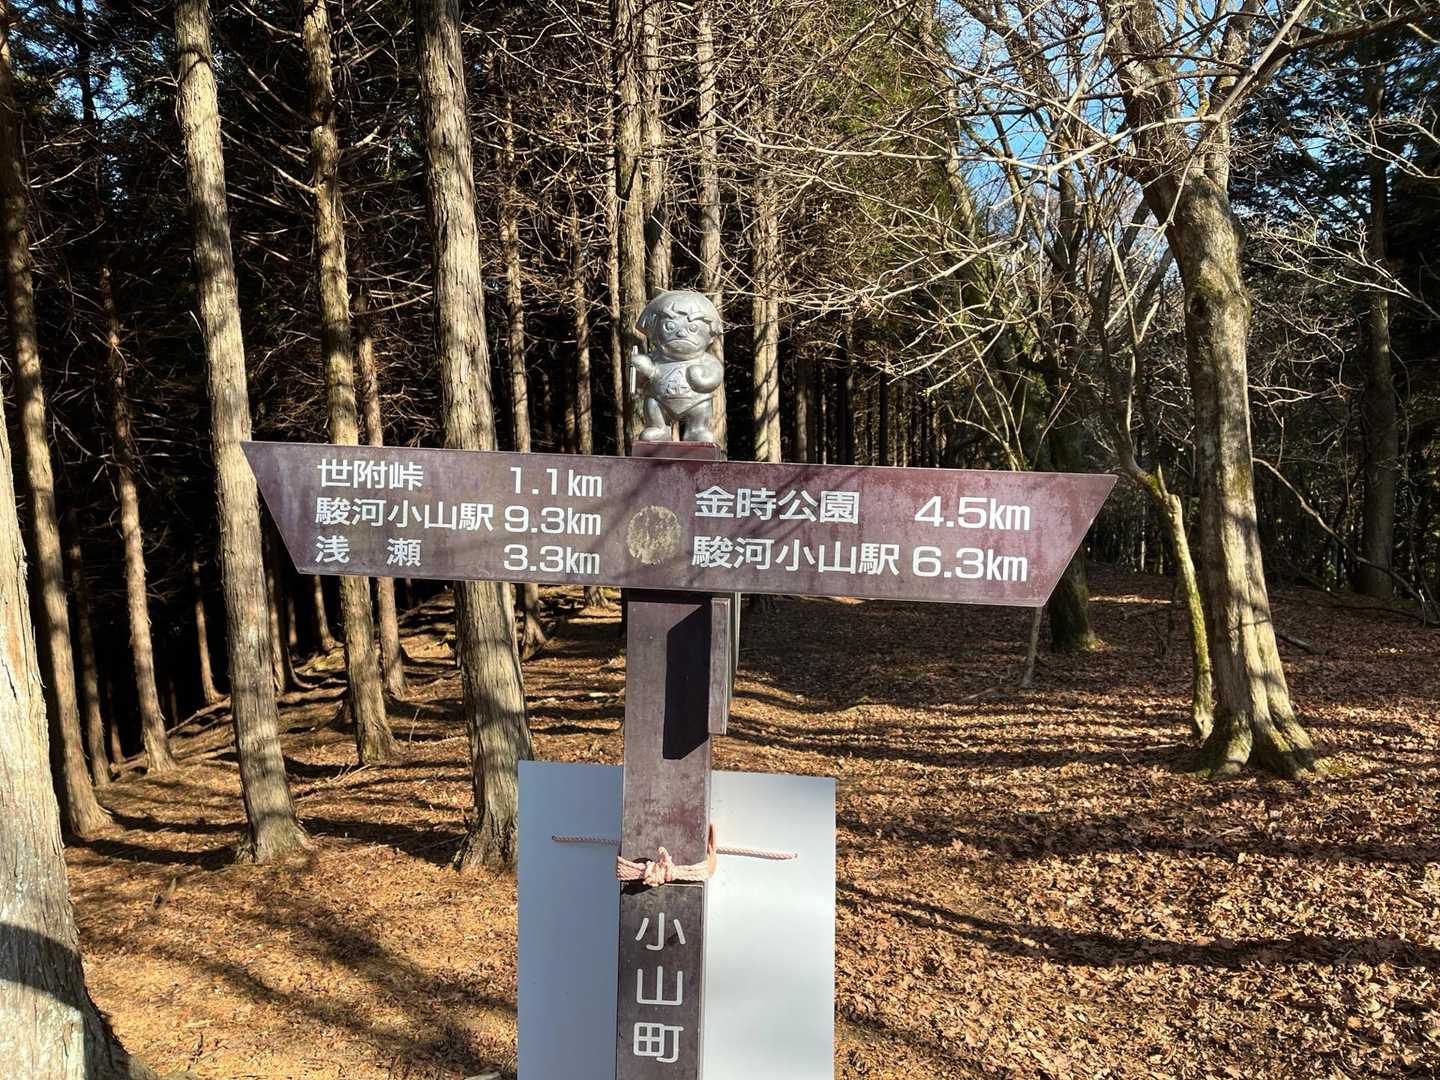 世附峠 1.1km
駿河小山駅 9.3km
浅瀬 3.3km
金時公園 4.5km
駿河小山駅 6.3km
小山町